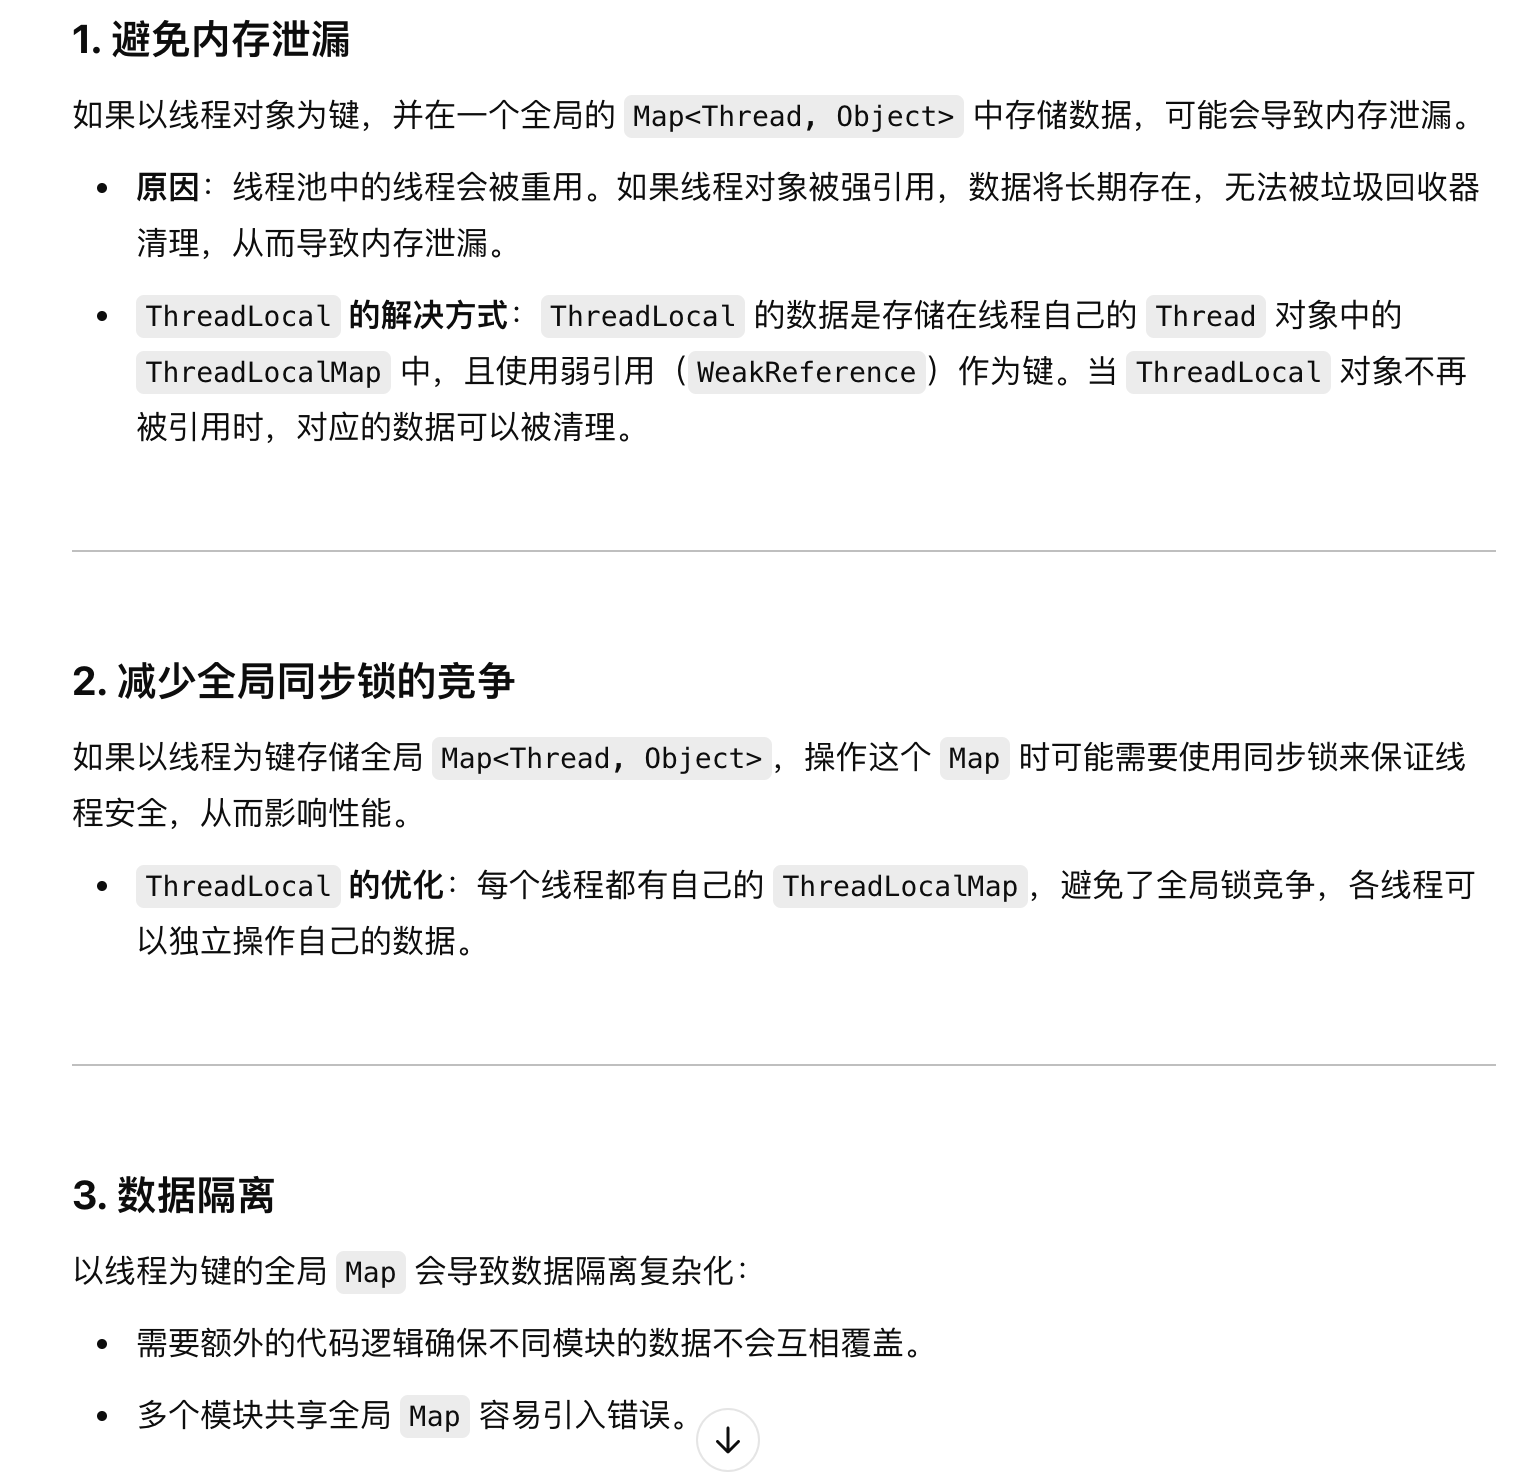 1. 避免内存泄漏
如果以线程对象为键，并在一个全局的 Map<Thread, Object> 中存储数据，可能会导致内存泄漏。
• 原因：线程池中的线程会被重用。如果线程对象被强引用，数据将长期存在，无法被垃圾回收器
清理，从而导致内存泄漏。
• ThreadLocal 的解决方式：ThreadLocal 的数据是存储在线程自己的 Thread 对象中的
ThreadLocalMap 中，且使用弱引用（WeakReference）作为键。当 ThreadLocal 对象不再
被引用时，对应的数据可以被清理。
2. 减少全局同步锁的竞争
如果以线程为键存储全局 Map<Thread, Object>，操作这个 Map 时可能需要使用同步锁来保证线
程安全，从而影响性能。
• ThreadLocal 的优化：每个线程都有自己的 ThreadLocalMap，避免了全局锁竞争，各线程可
以独立操作自己的数据。
3. 数据隔离
以线程为键的全局 Map 会导致数据隔离复杂化：
• 需要额外的代码逻辑确保不同模块的数据不会互相覆盖。
• 多个模块共享全局 Map 容易引入错误。